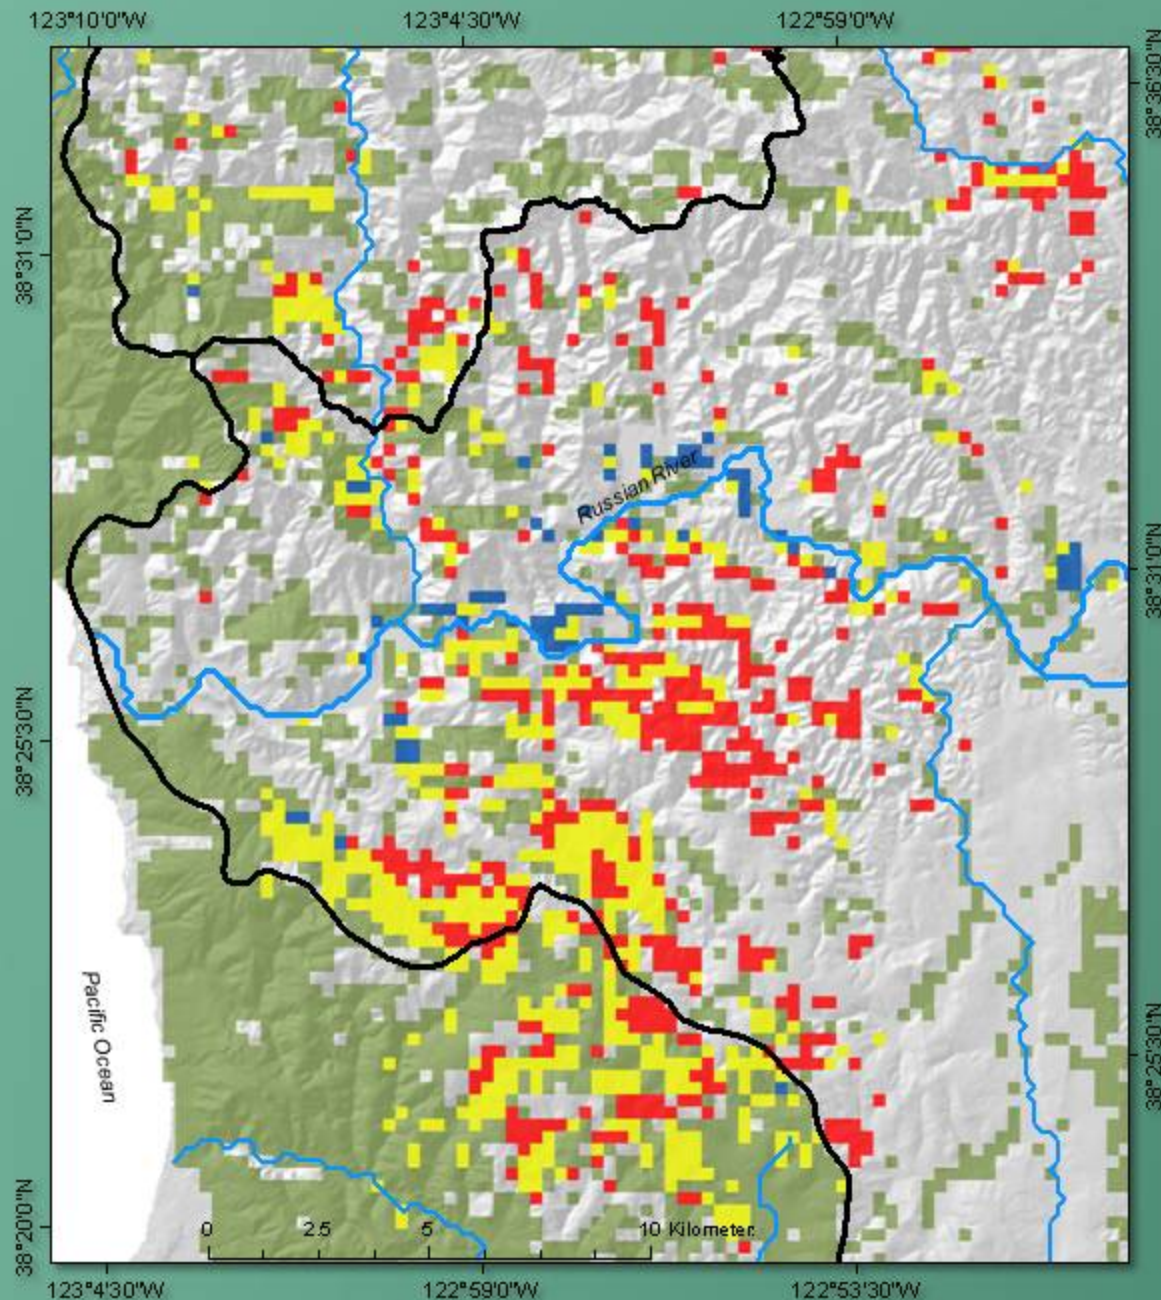 123°10'0"W 123°4'30"W 122°59'0"W
38°36'30"N
38°31'0"N
Russian River
38°31'0"N
38°25'30"N
Pacific Ocean
38°25'30"N
38°20'0"N
0 2.5 5 10 Kilometer
123°4'30"W 122°59'0"W 122°53'30"W